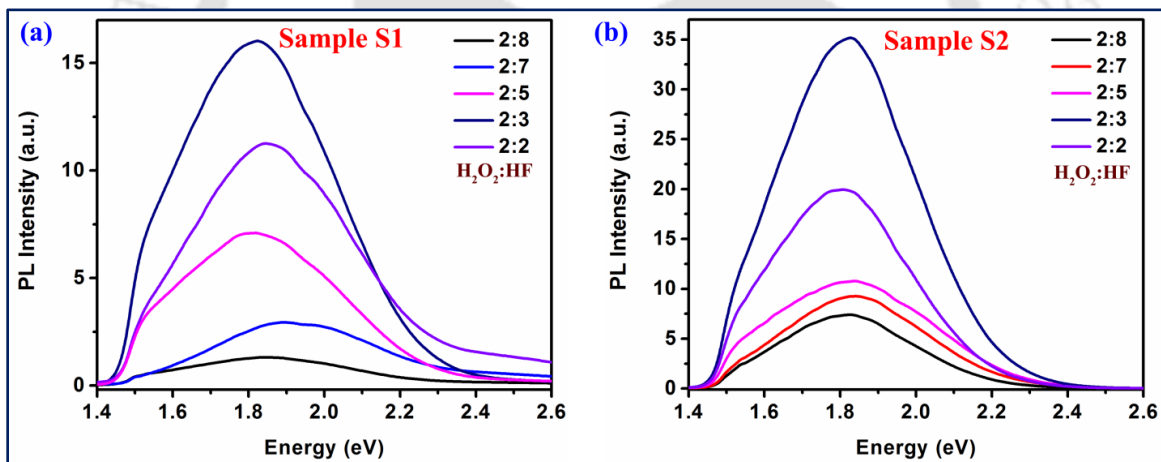 (a)
Sample S1
2:8
2:7
2:5
2:3
2:2
H₂O₂:HF
15
10
5
0
PL Intensity (a.u.)
1.4 1.6 1.8 2.0 2.2 2.4 2.6
Energy (eV)
(b)
Sample S2
2:8
2:7
2:5
2:3
2:2
H₂O₂:HF
35
30
25
20
15
10
5
0
PL Intensity (a.u.)
1.4 1.6 1.8 2.0 2.2 2.4 2.6
Energy (eV)